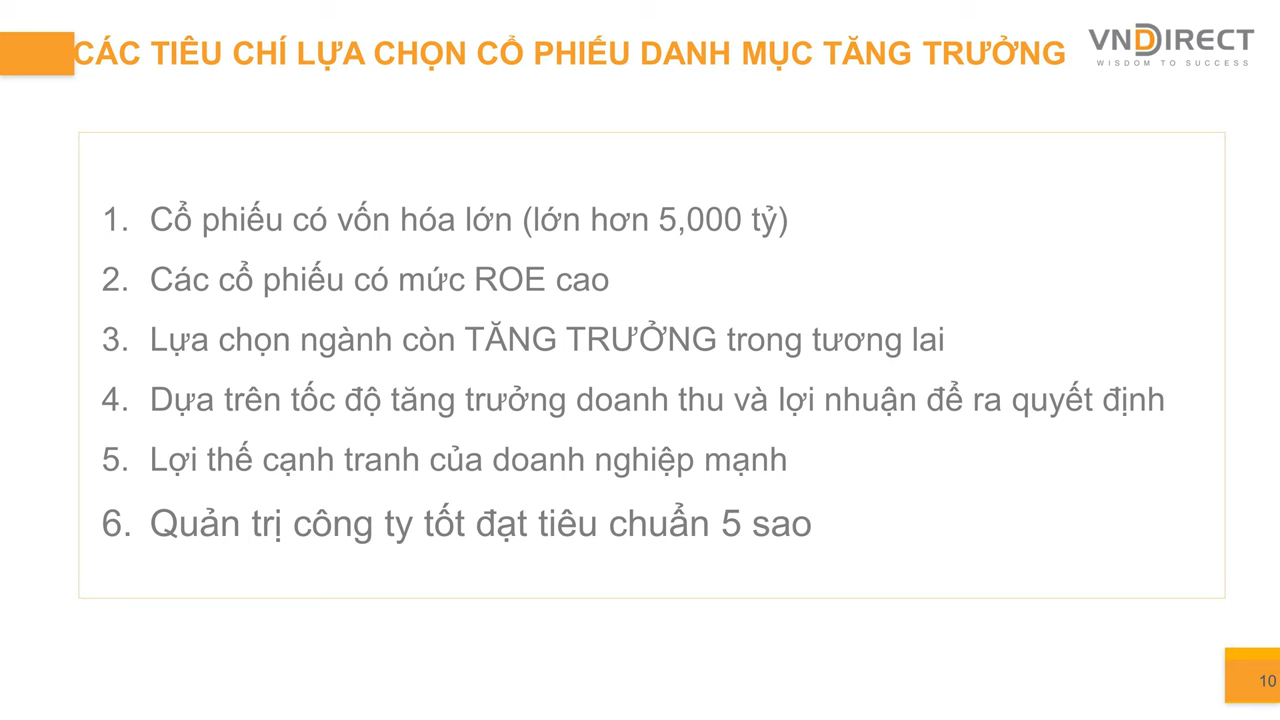 CÁC TIÊU CHÍ LỰA CHỌN CỔ PHIẾU DANH MỤC TĂNG TRƯỞNG
VNDIRECT
WISDOM TO SUCCESS
1. Cổ phiếu có vốn hóa lớn (lớn hơn 5,000 tỷ)
2. Các cổ phiếu có mức ROE cao
3. Lựa chọn ngành còn TĂNG TRƯỞNG trong tương lai
4. Dựa trên tốc độ tăng trưởng doanh thu và lợi nhuận để ra quyết định
5. Lợi thế cạnh tranh của doanh nghiệp mạnh
6. Quản trị công ty tốt đạt tiêu chuẩn 5 sao
10